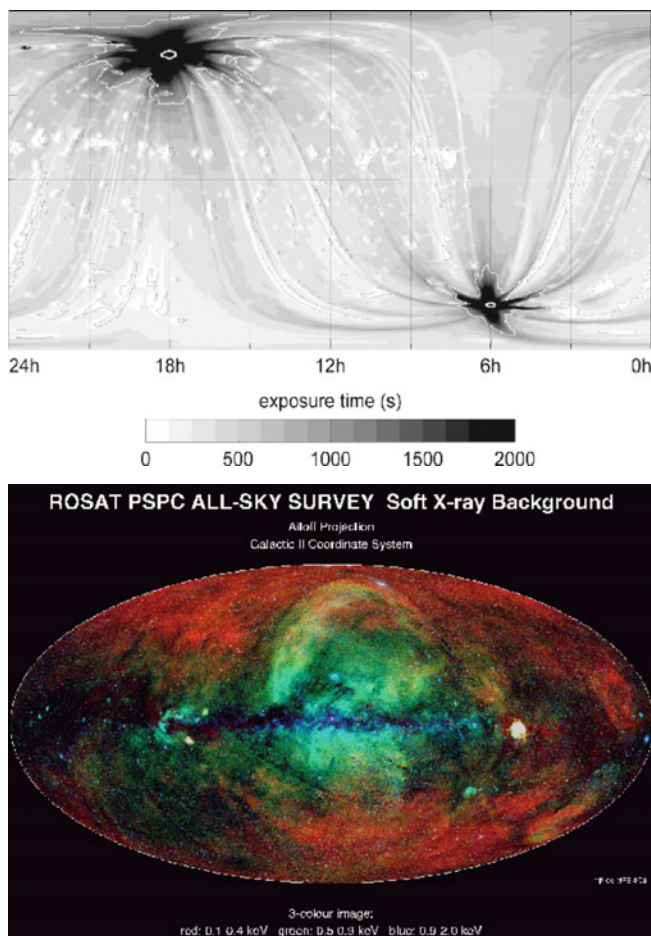 24h 18h 12h 6h 0h
exposure time (s)
0 500 1000 1500 2000
ROSAT PSPC ALL-SKY SURVEY Soft X-ray Background
Aitoff Projection
Galactic II Coordinate System
3-colour image:
red: 0.1 0.4 keV green: 0.5 0.9 keV blue: 0.9 2.0 keV